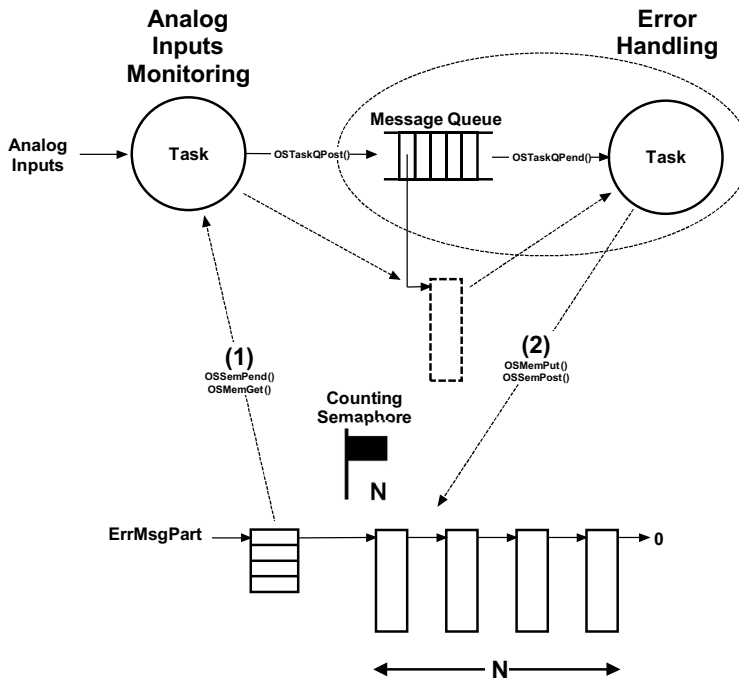 Analog
Inputs
Monitoring
Error
Handling
Message Queue
Analog
Inputs
Task
OSTaskQPost()
OSTaskQPend()
Task
(1)
OSSemPend()
OSMemGet()
(2)
OSMemPut()
OSSemPost()
Counting
Semaphore
N
ErrMsgPart
0
N